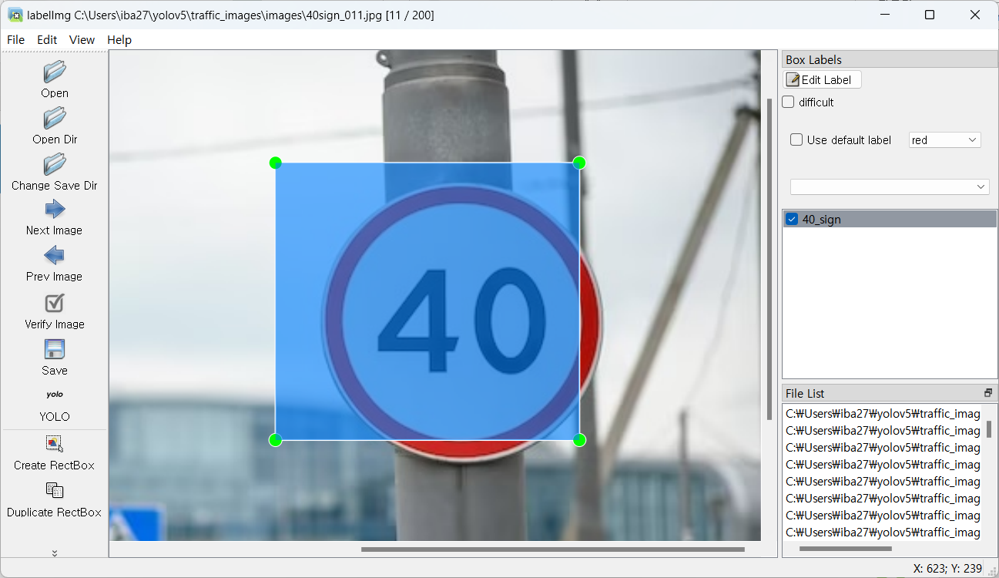 labelImg C:\Users\iba27\yolov5\traffic_images\images\40sign_011.jpg [11 / 200]
File Edit View Help
Open
Open Dir
Change Save Dir
Next Image
Prev Image
Verify Image
Save
yolo
YOLO
Create RectBox
Duplicate RectBox
40
Box Labels
Edit Label
difficult
Use default label red
40_sign
File List
C:₩Users₩iba27₩yolov5₩traffic_imag
C:₩Users₩iba27₩yolov5₩traffic_imag
C:₩Users₩iba27₩yolov5₩traffic_imag
C:₩Users₩iba27₩yolov5₩traffic_imag
C:₩Users₩iba27₩yolov5₩traffic_imag
C:₩Users₩iba27₩yolov5₩traffic_imag
C:₩Users₩iba27₩yolov5₩traffic_imag
C:₩Users₩iba27₩yolov5₩traffic_imag
X: 623; Y: 239